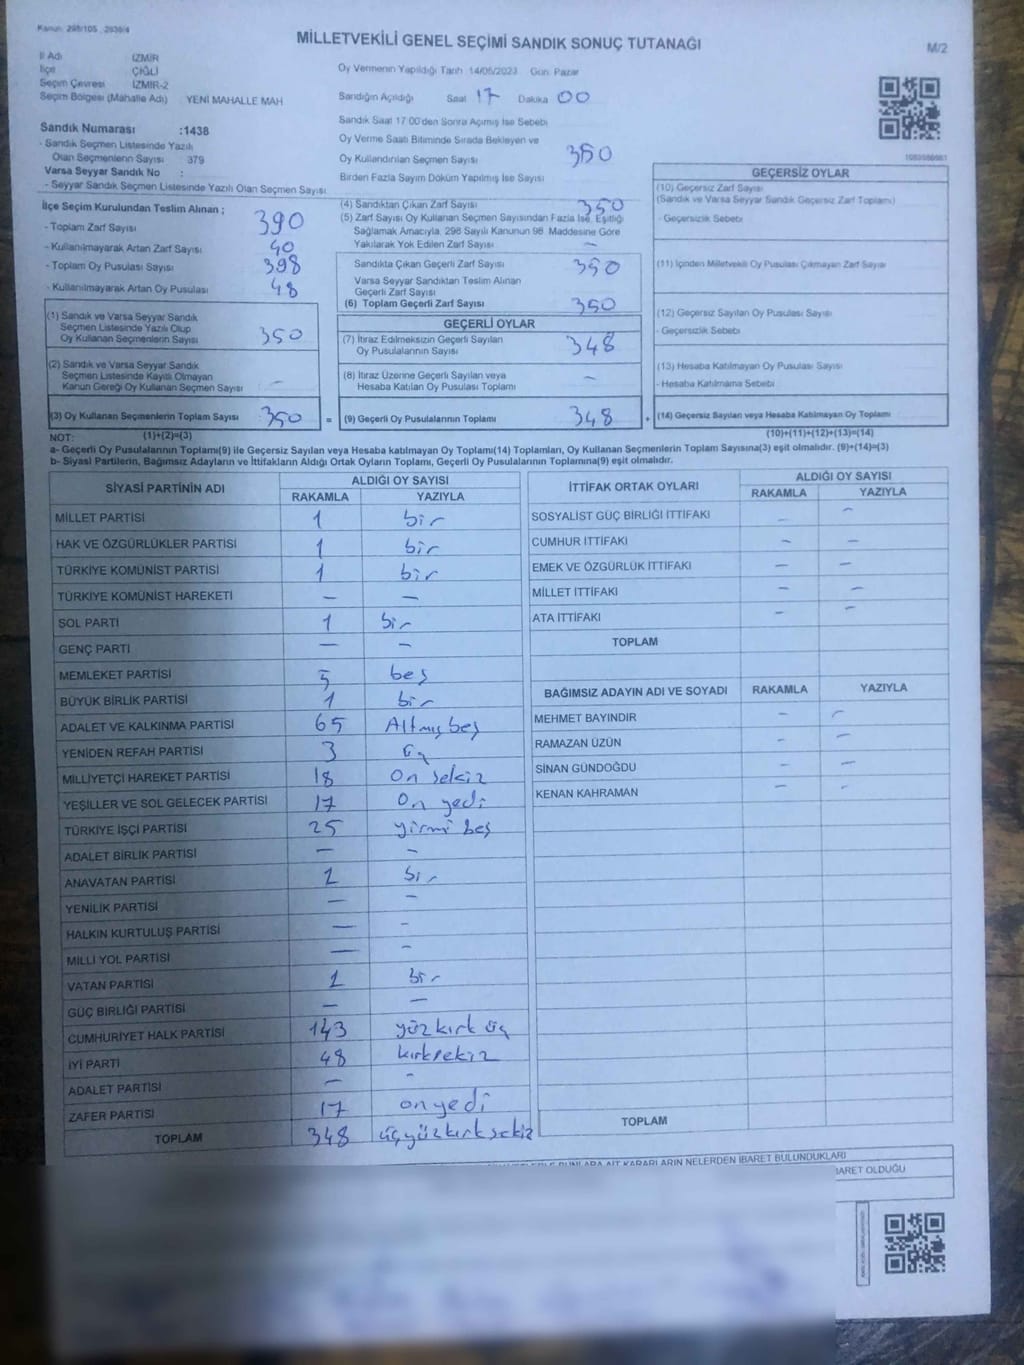 Kanun: 298/105 , 2839/4
MİLLETVEKİLİ GENEL SEÇİMİ SANDIK SONUÇ TUTANAĞI
M/2
İl Adı İZMİR
İlçe ÇİĞLİ
Seçim Çevresi İZMİR-2
Seçim Bölgesi (Mahalle Adı) YENİ MAHALLE MAH
Oy Vermenin Yapıldığı Tarih 14/05/2023 Gün Pazar
Sandığın Açıldığı Saat 17 Dakika 00
Sandık Saat 17:00'den Sonra Açımış İse Sebebi
Oy Verme Saati Bitiminde Sırada Bekleyen ve
Oy Kullandırılan Seçmen Sayısı 350
Birden Fazla Sayım Döküm Yapılmış İse Sayısı
Sandık Numarası :1438
- Sandık Seçmen Listesinde Yazılı
Olan Seçmenlerin Sayısı 379
Varsa Seyyar Sandık No :
- Seyyar Sandık Seçmen Listesinde Yazılı Olan Seçmen Sayısı
İlçe Seçim Kurulundan Teslim Alınan ;
- Toplam Zarf Sayısı 390
- Kullanılmayarak Artan Zarf Sayısı 40
- Toplam Oy Pusulası Sayısı 398
- Kullanılmayarak Artan Oy Pusulası 48
(1) Sandık ve Varsa Seyyar Sandık
Seçmen Listesinde Yazılı Olup
Oy Kullanan Seçmenlerin Sayısı 350
(2) Sandık ve Varsa Seyyar Sandık
Seçmen Listesinde Kayıtlı Olmayan
Kanun Gereği Oy Kullanan Seçmen Sayısı –
(3) Oy Kullanan Seçmenlerin Toplam Sayısı 350 =
(1)+(2)=(3)
(4) Sandıktan Çıkan Zarf Sayısı 350
(5) Zarf Sayısı Oy Kullanan Seçmen Sayısından Fazla İse, Eşitliği
Sağlamak Amacıyla, 298 Sayılı Kanunun 98. Maddesine Göre
Yakılarak Yok Edilen Zarf Sayısı –
Sandıkta Çıkan Geçerli Zarf Sayısı 350
Varsa Seyyar Sandıktan Teslim Alınan
Geçerli Zarf Sayısı
(6) Toplam Geçerli Zarf Sayısı 350
GEÇERLİ OYLAR
(7) İtiraz Edilmeksizin Geçerli Sayılan
Oy Pusulalarının Sayısı 348
(8) İtiraz Üzerine Geçerli Sayılan veya
Hesaba Katılan Oy Pusulası Toplamı –
(9) Geçerli Oy Pusulalarının Toplamı 348 +
GEÇERSİZ OYLAR
(10) Geçersiz Zarf Sayısı
(Sandık ve Varsa Seyyar Sandık Geçersiz Zarf Toplamı)
- Geçersizlik Sebebi
(11) İçinden Milletvekili Oy Pusulası Çıkmayan Zarf Sayısı
(12) Geçersiz Sayılan Oy Pusulası Sayısı
- Geçersizlik Sebebi
(13) Hesaba Katılmayan Oy Pusulası Sayısı
- Hesaba Katılmama Sebebi
(14) Geçersiz Sayılan veya Hesaba Katılmayan Oy Toplamı
(10)+(11)+(12)+(13)=(14)
NOT:
a- Geçerli Oy Pusulalarının Toplamı(9) ile Geçersiz Sayılan veya Hesaba katılmayan Oy Toplamı(14) Toplamları, Oy Kullanan Seçmenlerin Toplam Sayısına(3) eşit olmalıdır. (9)+(14)=(3)
b- Siyasi Partilerin, Bağımsız Adayların ve İttifakların Aldığı Ortak Oyların Toplamı, Geçerli Oy Pusulalarının Toplamına(9) eşit olmalıdır.
SİYASİ PARTİNİN ADI ALDIĞI OY SAYISI
RAKAMLA YAZIYLA
MİLLET PARTİSİ 1 bir
HAK VE ÖZGÜRLÜKLER PARTİSİ 1 bir
TÜRKİYE KOMÜNİST PARTİSİ 1 bir
TÜRKİYE KOMÜNİST HAREKETİ – –
SOL PARTİ 1 bir
GENÇ PARTİ – –
MEMLEKET PARTİSİ 5 beş
BÜYÜK BİRLİK PARTİSİ 1 bir
ADALET VE KALKINMA PARTİSİ 65 Altmış beş
YENİDEN REFAH PARTİSİ 3 üç
MİLLİYETÇİ HAREKET PARTİSİ 18 On sekiz
YEŞİLLER VE SOL GELECEK PARTİSİ 17 On yedi
TÜRKİYE İŞÇİ PARTİSİ 25 yirmi beş
ADALET BİRLİK PARTİSİ – –
ANAVATAN PARTİSİ 1 bir
YENİLİK PARTİSİ – –
HALKIN KURTULUŞ PARTİSİ – –
MİLLİ YOL PARTİSİ – –
VATAN PARTİSİ 1 bir
GÜÇ BİRLİĞİ PARTİSİ – –
CUMHURİYET HALK PARTİSİ 143 yüz kırk üç
İYİ PARTİ 48 kırksekiz
ADALET PARTİSİ – -
ZAFER PARTİSİ 17 onyedi
TOPLAM 348 üçyüzkırksekiz
İTTİFAK ORTAK OYLARI ALDIĞI OY SAYISI
RAKAMLA YAZIYLA
SOSYALİST GÜÇ BİRLİĞİ İTTİFAKI – –
CUMHUR İTTİFAKI – –
EMEK VE ÖZGÜRLÜK İTTİFAKI – –
MİLLET İTTİFAKI – –
ATA İTTİFAKI – –
TOPLAM
BAĞIMSIZ ADAYIN ADI VE SOYADI RAKAMLA YAZIYLA
MEHMET BAYINDIR – –
RAMAZAN ÜZÜN – –
SİNAN GÜNDOĞDU – –
KENAN KAHRAMAN – –
TOPLAM
KARARLARIN NELERDEN İBARET BULUNDUKLARI
İBARET OLDUĞU